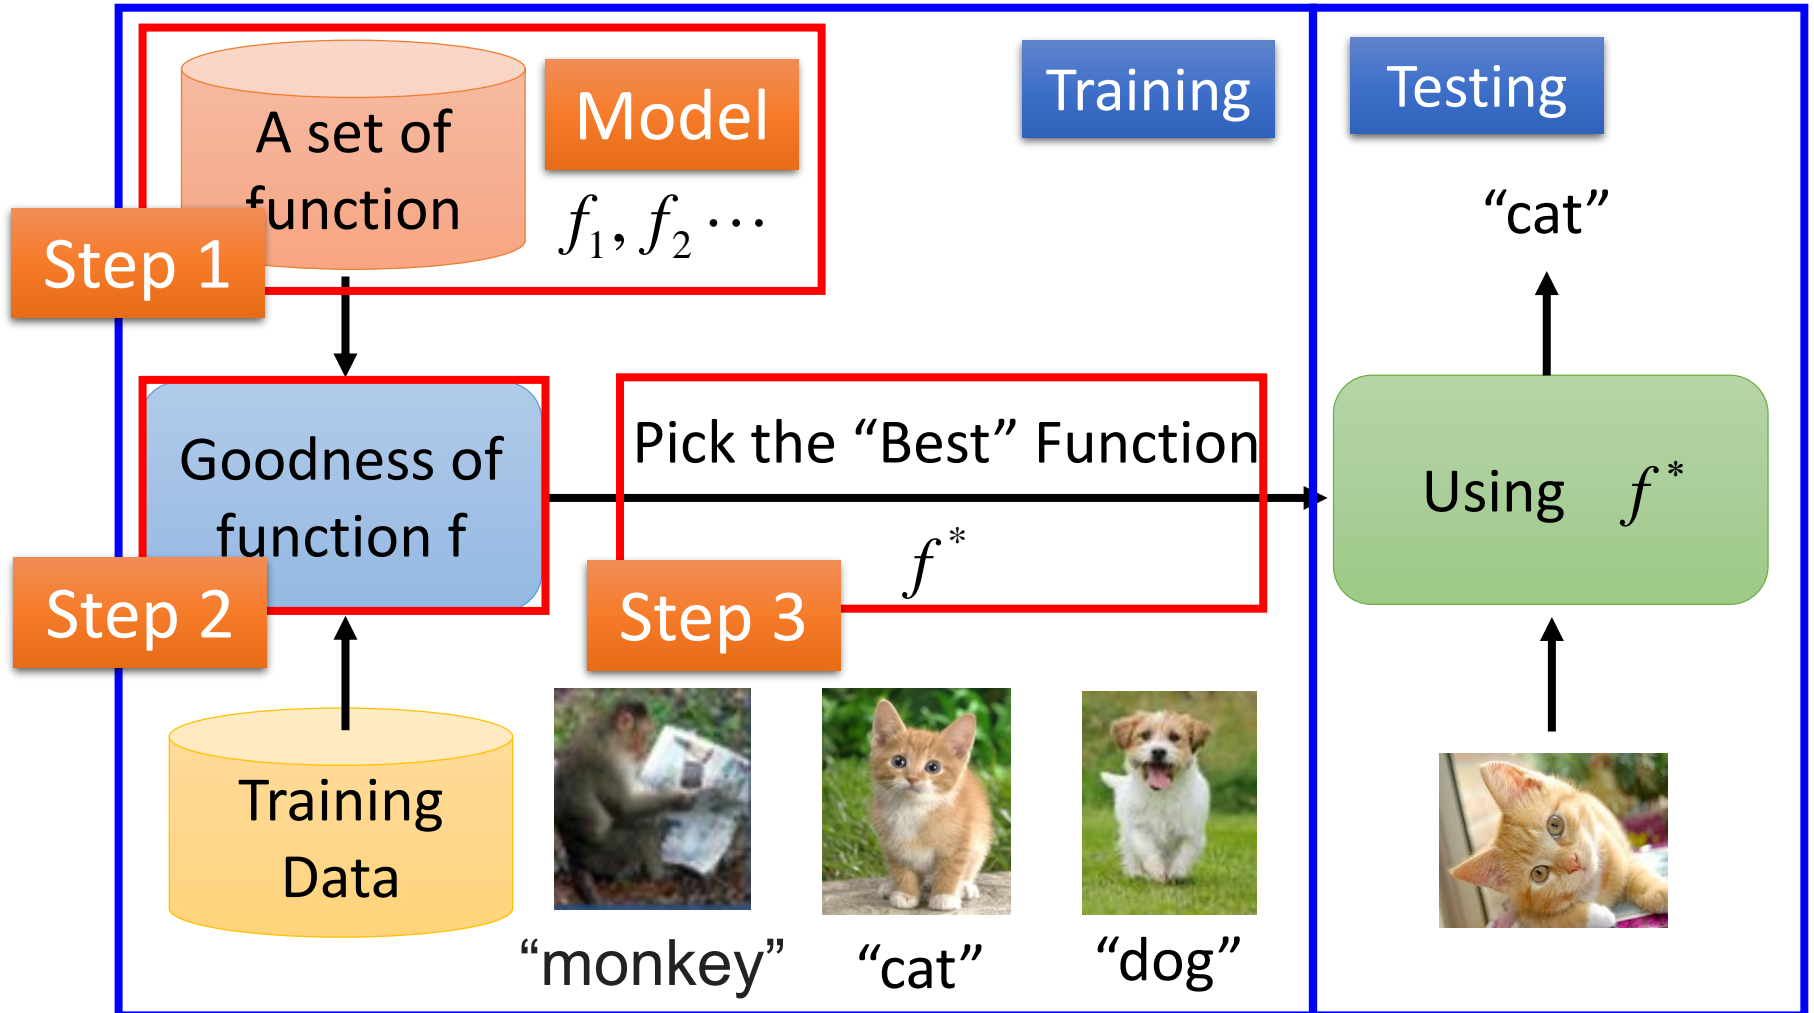 A set of
function
Model
f₁, f₂ ⋯
Step 1
Training
Testing
“cat”
Goodness of
function f
Step 2
Pick the “Best” Function
f*
Step 3
Using f*
Training
Data
“monkey”
“cat”
“dog”